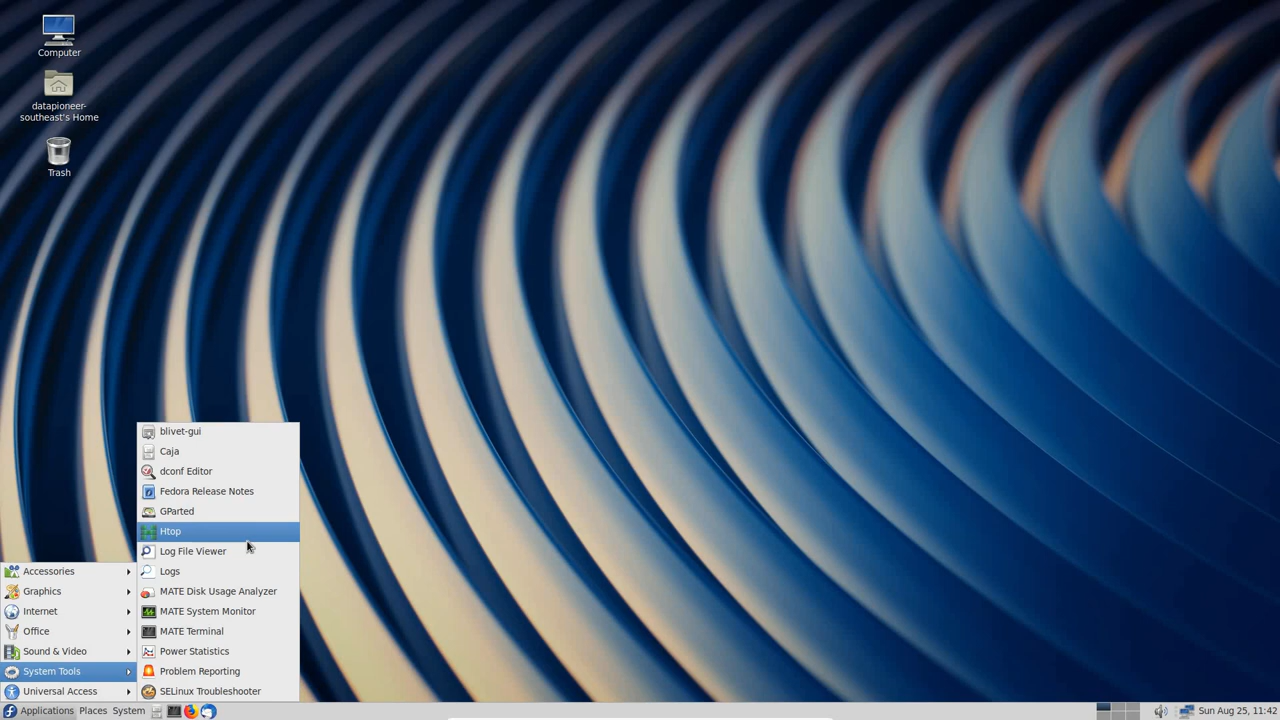 Computer
datapioneer-
southeast's Home
Trash
blivet-gui
Caja
dconf Editor
Fedora Release Notes
GParted
Htop
Log File Viewer
Logs
MATE Disk Usage Analyzer
MATE System Monitor
MATE Terminal
Power Statistics
Problem Reporting
SELinux Troubleshooter
Accessories
Graphics
Internet
Office
Sound & Video
System Tools
Universal Access
Applications Places System Sun Aug 25, 11:42